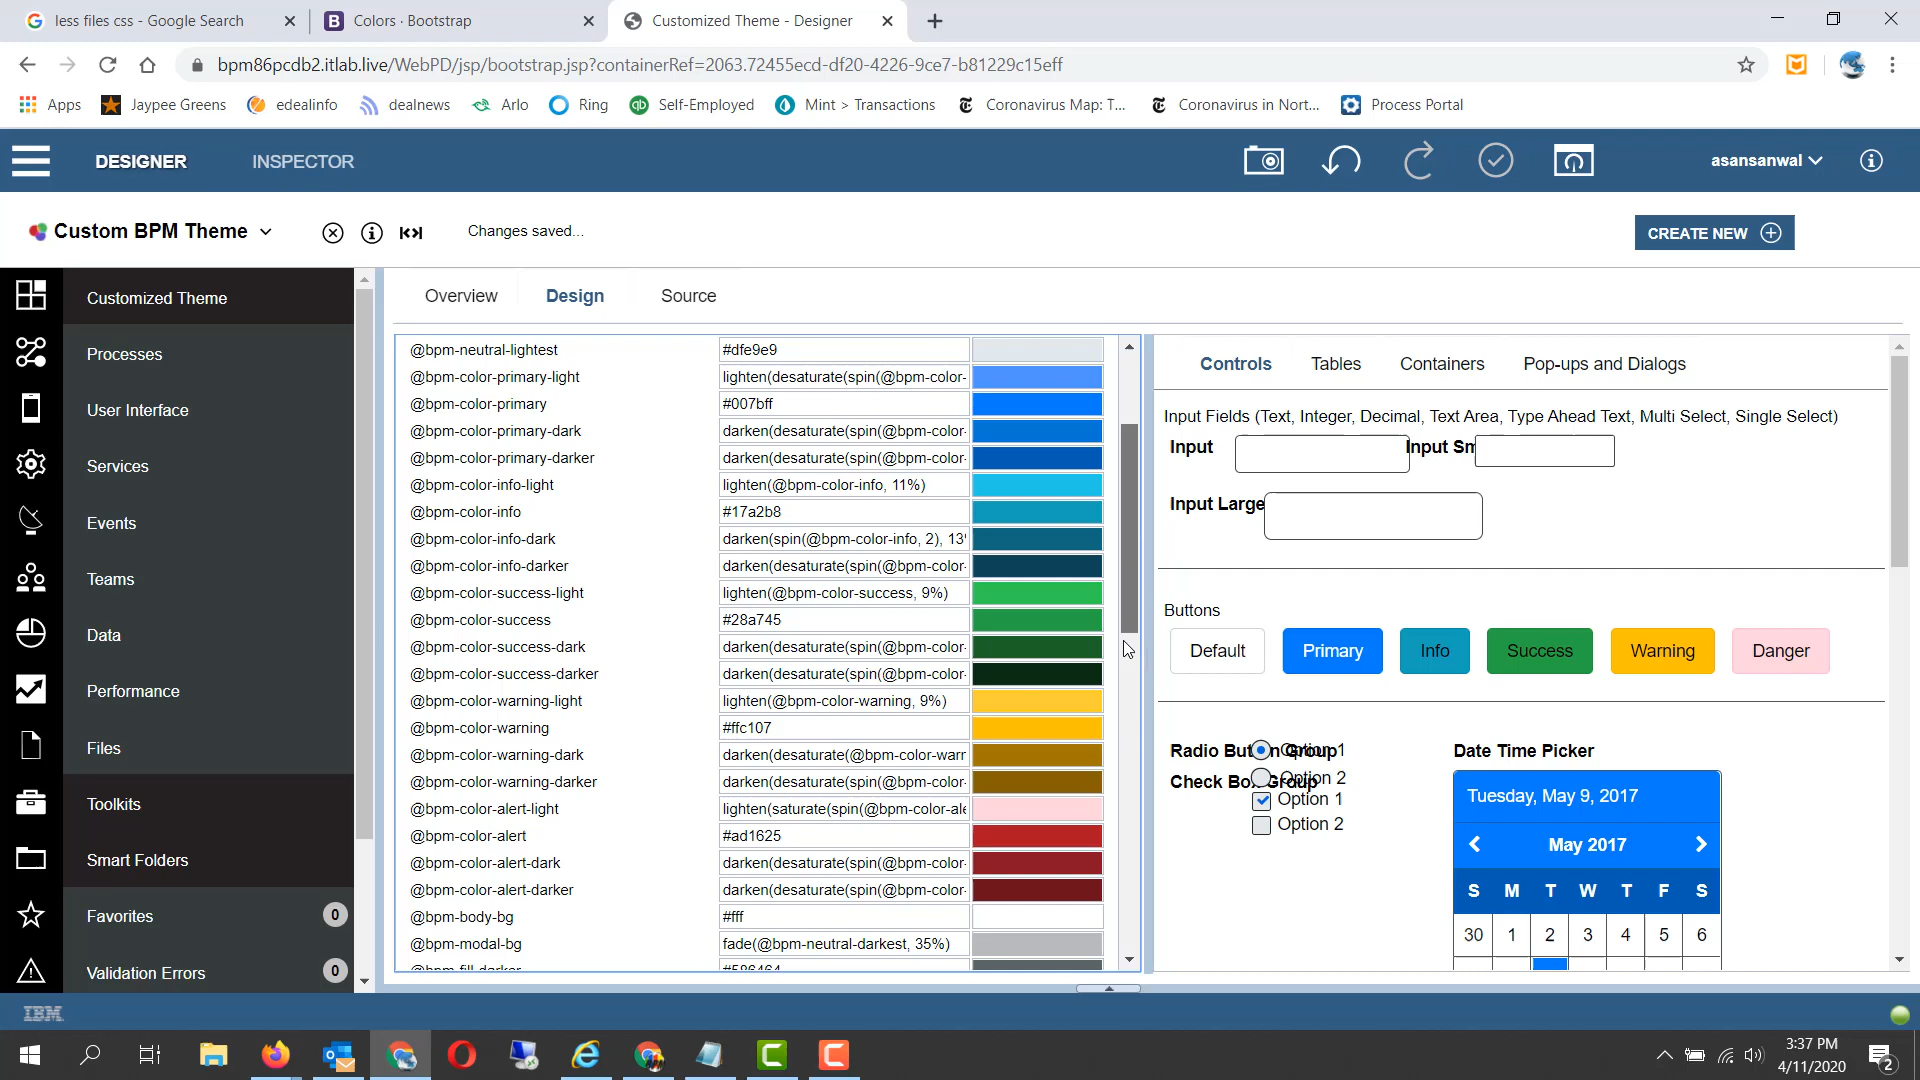 less files css - Google Search
Colors · Bootstrap
Customized Theme - Designer
bpm86pcdb2.itlab.live/WebPD/jsp/bootstrap.jsp?containerRef=2063.72455ecd-df20-4226-9ce7-b81229c15eff
Apps
Jaypee Greens
edealinfo
dealnews
Arlo
Ring
Self-Employed
Mint > Transactions
Coronavirus Map: T...
Coronavirus in Nort...
Process Portal
DESIGNER
INSPECTOR
asansanwal
Custom BPM Theme
Changes saved...
CREATE NEW
Customized Theme
Processes
User Interface
Services
Events
Teams
Data
Performance
Files
Toolkits
Smart Folders
Favorites 0
Validation Errors 0
Overview
Design
Source
@bpm-neutral-lightest #dfe9e9
@bpm-color-primary-light lighten(desaturate(spin(@bpm-color-
@bpm-color-primary #007bff
@bpm-color-primary-dark darken(desaturate(spin(@bpm-color-
@bpm-color-primary-darker darken(desaturate(spin(@bpm-color-
@bpm-color-info-light lighten(@bpm-color-info, 11%)
@bpm-color-info #17a2b8
@bpm-color-info-dark darken(spin(@bpm-color-info, 2), 13%
@bpm-color-info-darker darken(desaturate(spin(@bpm-color-
@bpm-color-success-light lighten(@bpm-color-success, 9%)
@bpm-color-success #28a745
@bpm-color-success-dark darken(desaturate(spin(@bpm-color-
@bpm-color-success-darker darken(desaturate(spin(@bpm-color-
@bpm-color-warning-light lighten(@bpm-color-warning, 9%)
@bpm-color-warning #ffc107
@bpm-color-warning-dark darken(desaturate(@bpm-color-warr
@bpm-color-warning-darker darken(desaturate(spin(@bpm-color-
@bpm-color-alert-light lighten(saturate(spin(@bpm-color-ale
@bpm-color-alert #ad1625
@bpm-color-alert-dark darken(desaturate(spin(@bpm-color-
@bpm-color-alert-darker darken(desaturate(spin(@bpm-color-
@bpm-body-bg #fff
@bpm-modal-bg fade(@bpm-neutral-darkest, 35%)
Controls
Tables
Containers
Pop-ups and Dialogs
Input Fields (Text, Integer, Decimal, Text Area, Type Ahead Text, Multi Select, Single Select)
Input
Input Sm
Input Large
Buttons
Default
Primary
Info
Success
Warning
Danger
Radio Button Group
Option 1
Option 2
Check Box Group
Option 1
Option 2
Date Time Picker
Tuesday, May 9, 2017
May 2017
S M T W T F S
30 1 2 3 4 5 6
IBM
3:37 PM
4/11/2020
2